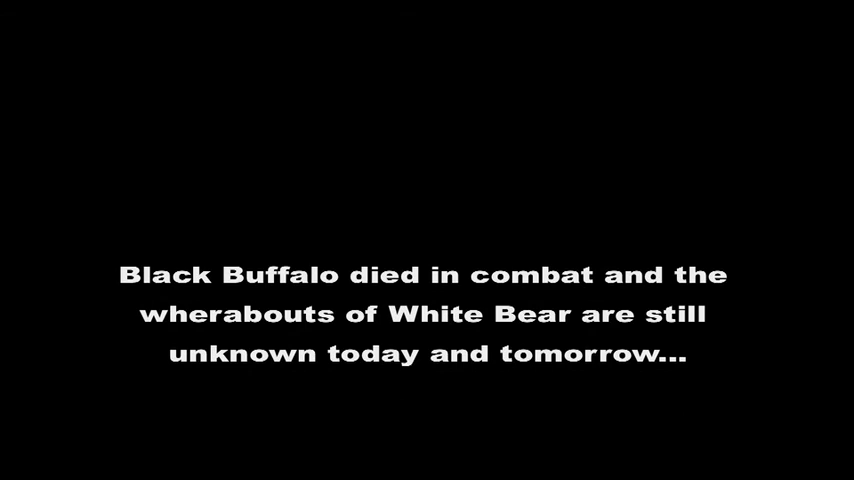 Black Buffalo died in combat and the
wherabouts of White Bear are still
unknown today and tomorrow...